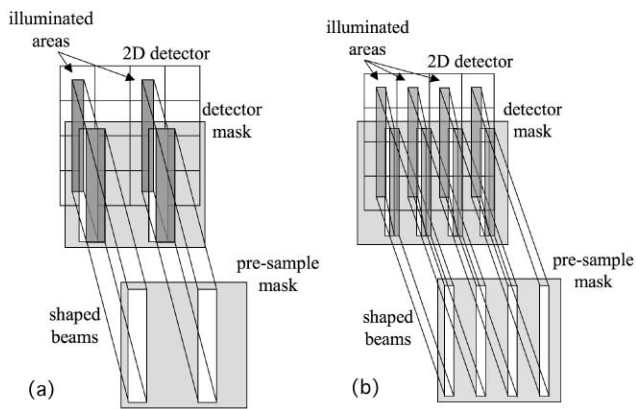 illuminated
areas
2D detector
detector
mask
pre-sample
mask
shaped
beams
(a)
illuminated
areas
2D detector
detector
mask
pre-sample
mask
shaped
beams
(b)